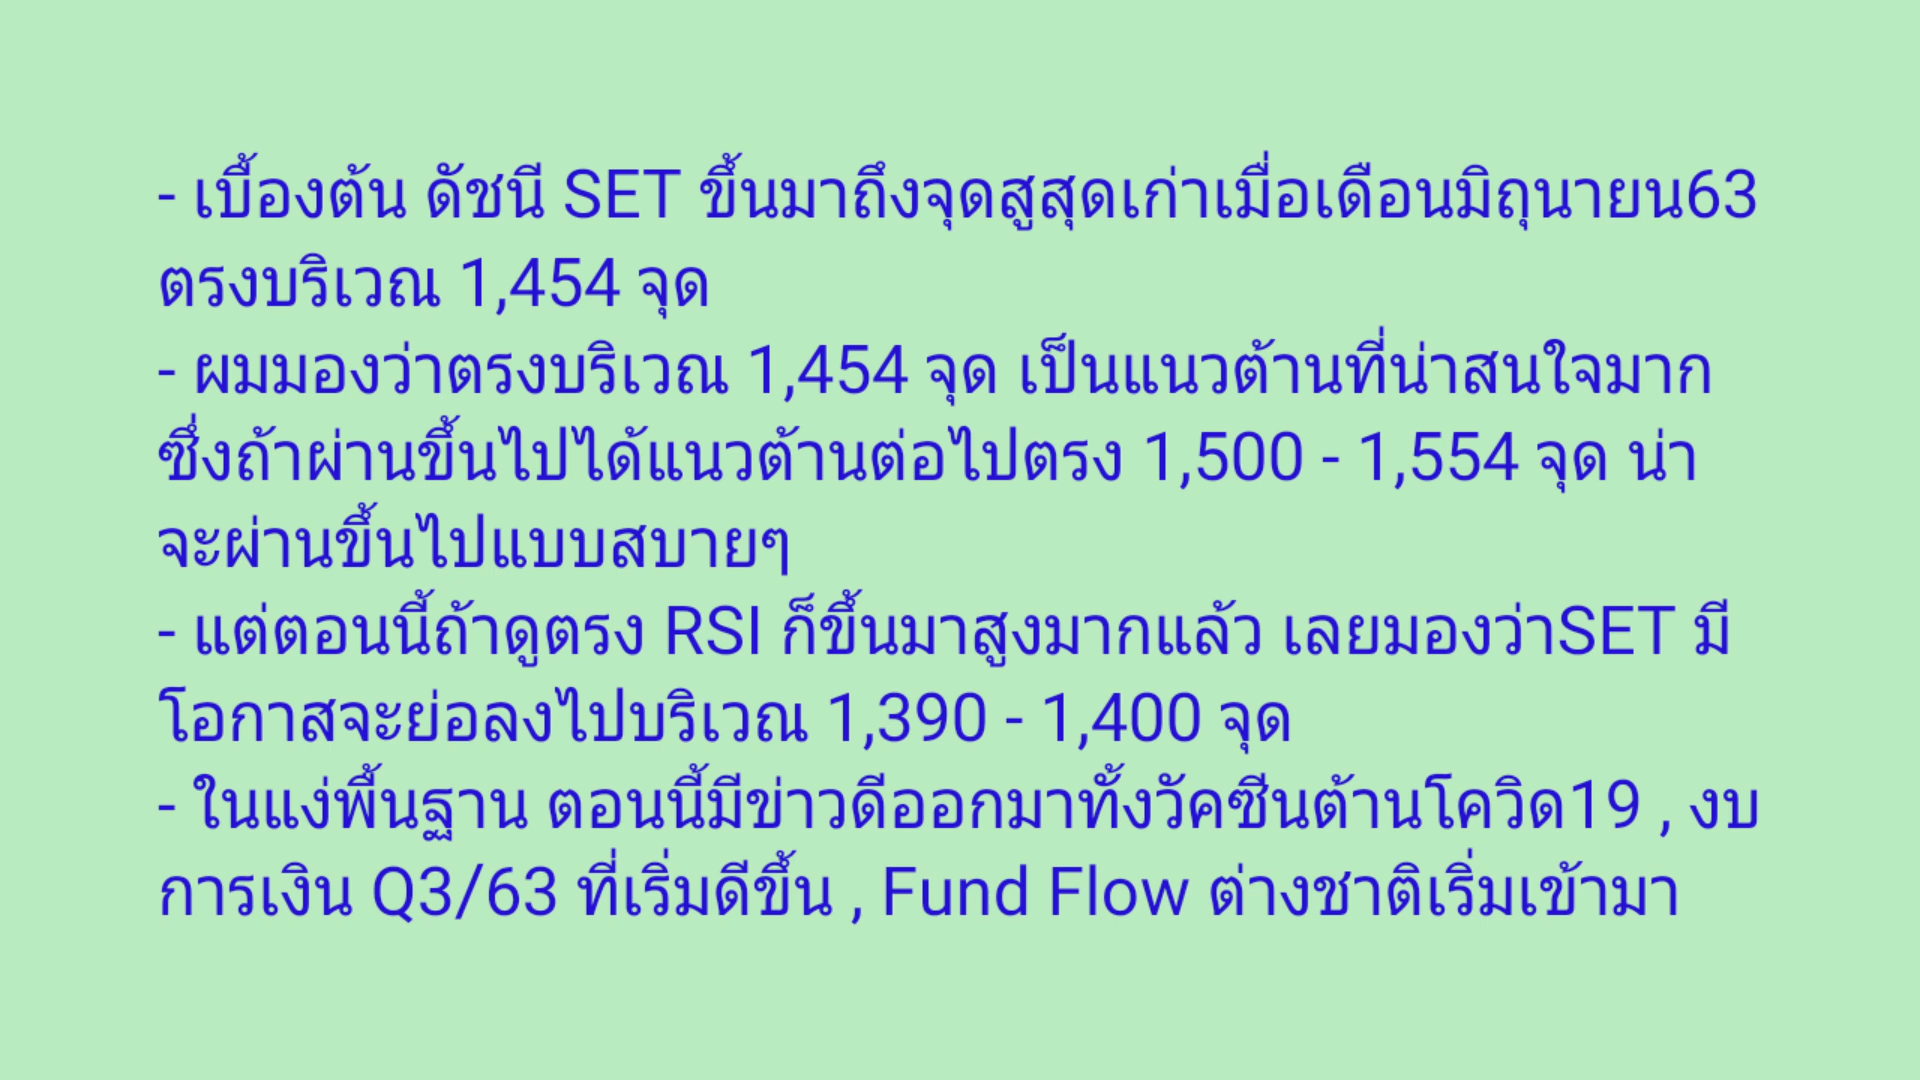 - เบื้องต้น ดัชนี SET ขึ้นมาถึงจุดสูสุดเก่าเมื่อเดือนมิถุนายน63
ตรงบริเวณ 1,454 จุด
- ผมมองว่าตรงบริเวณ 1,454 จุด เป็นแนวต้านที่น่าสนใจมาก
ซึ่งถ้าผ่านขึ้นไปได้แนวต้านต่อไปตรง 1,500 - 1,554 จุด น่า
จะผ่านขึ้นไปแบบสบายๆ
- แต่ตอนนี้ถ้าดูตรง RSI ก็ขึ้นมาสูงมากแล้ว เลยมองว่าSET มี
โอกาสจะย่อลงไปบริเวณ 1,390 - 1,400 จุด
- ในแง่พื้นฐาน ตอนนี้มีข่าวดีออกมาทั้งวัคซีนต้านโควิด19 , งบ
การเงิน Q3/63 ที่เริ่มดีขึ้น , Fund Flow ต่างชาติเริ่มเข้ามา